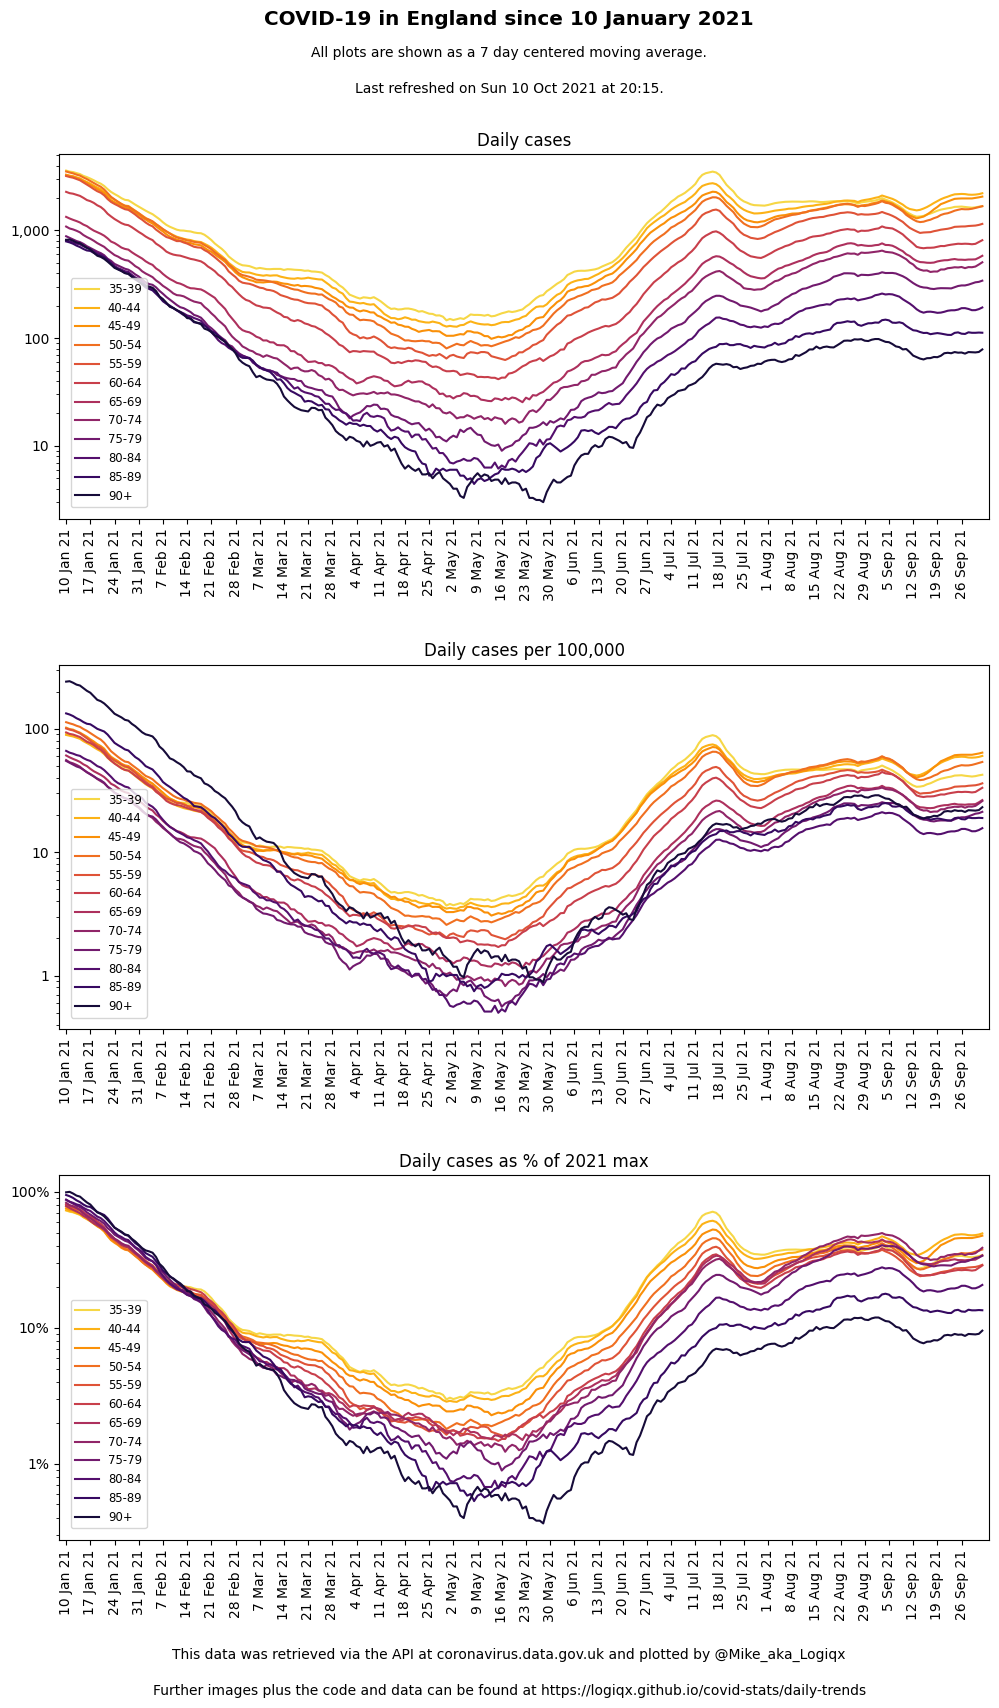 COVID-19 in England since 10 January 2021
All plots are shown as a 7 day centered moving average.
Last refreshed on Sun 10 Oct 2021 at 20:15.
Daily cases
1,000
100
10
35-39
40-44
45-49
50-54
55-59
60-64
65-69
70-74
75-79
80-84
85-89
90+
10 Jan 21
17 Jan 21
24 Jan 21
31 Jan 21
7 Feb 21
14 Feb 21
21 Feb 21
28 Feb 21
7 Mar 21
14 Mar 21
21 Mar 21
28 Mar 21
4 Apr 21
11 Apr 21
18 Apr 21
25 Apr 21
2 May 21
9 May 21
16 May 21
23 May 21
30 May 21
6 Jun 21
13 Jun 21
20 Jun 21
27 Jun 21
4 Jul 21
11 Jul 21
18 Jul 21
25 Jul 21
1 Aug 21
8 Aug 21
15 Aug 21
22 Aug 21
29 Aug 21
5 Sep 21
12 Sep 21
19 Sep 21
26 Sep 21
Daily cases per 100,000
100
10
1
35-39
40-44
45-49
50-54
55-59
60-64
65-69
70-74
75-79
80-84
85-89
90+
10 Jan 21
17 Jan 21
24 Jan 21
31 Jan 21
7 Feb 21
14 Feb 21
21 Feb 21
28 Feb 21
7 Mar 21
14 Mar 21
21 Mar 21
28 Mar 21
4 Apr 21
11 Apr 21
18 Apr 21
25 Apr 21
2 May 21
9 May 21
16 May 21
23 May 21
30 May 21
6 Jun 21
13 Jun 21
20 Jun 21
27 Jun 21
4 Jul 21
11 Jul 21
18 Jul 21
25 Jul 21
1 Aug 21
8 Aug 21
15 Aug 21
22 Aug 21
29 Aug 21
5 Sep 21
12 Sep 21
19 Sep 21
26 Sep 21
Daily cases as % of 2021 max
100%
10%
1%
35-39
40-44
45-49
50-54
55-59
60-64
65-69
70-74
75-79
80-84
85-89
90+
10 Jan 21
17 Jan 21
24 Jan 21
31 Jan 21
7 Feb 21
14 Feb 21
21 Feb 21
28 Feb 21
7 Mar 21
14 Mar 21
21 Mar 21
28 Mar 21
4 Apr 21
11 Apr 21
18 Apr 21
25 Apr 21
2 May 21
9 May 21
16 May 21
23 May 21
30 May 21
6 Jun 21
13 Jun 21
20 Jun 21
27 Jun 21
4 Jul 21
11 Jul 21
18 Jul 21
25 Jul 21
1 Aug 21
8 Aug 21
15 Aug 21
22 Aug 21
29 Aug 21
5 Sep 21
12 Sep 21
19 Sep 21
26 Sep 21
This data was retrieved via the API at coronavirus.data.gov.uk and plotted by @Mike_aka_Logiqx
Further images plus the code and data can be found at https://logiqx.github.io/covid-stats/daily-trends